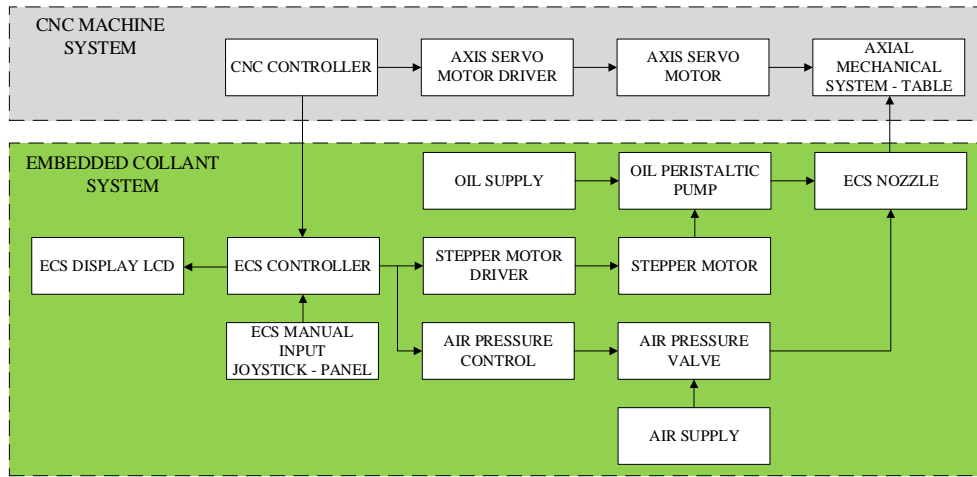 CNC MACHINE
SYSTEM
CNC CONTROLLER
AXIS SERVO
MOTOR DRIVER
AXIS SERVO
MOTOR
AXIAL
MECHANICAL
SYSTEM - TABLE
EMBEDDED COLLANT
SYSTEM
OIL SUPPLY
OIL PERISTALTIC
PUMP
ECS NOZZLE
ECS DISPLAY LCD
ECS CONTROLLER
STEPPER MOTOR
DRIVER
STEPPER MOTOR
ECS MANUAL
INPUT
JOYSTICK - PANEL
AIR PRESSURE
CONTROL
AIR PRESSURE
VALVE
AIR SUPPLY